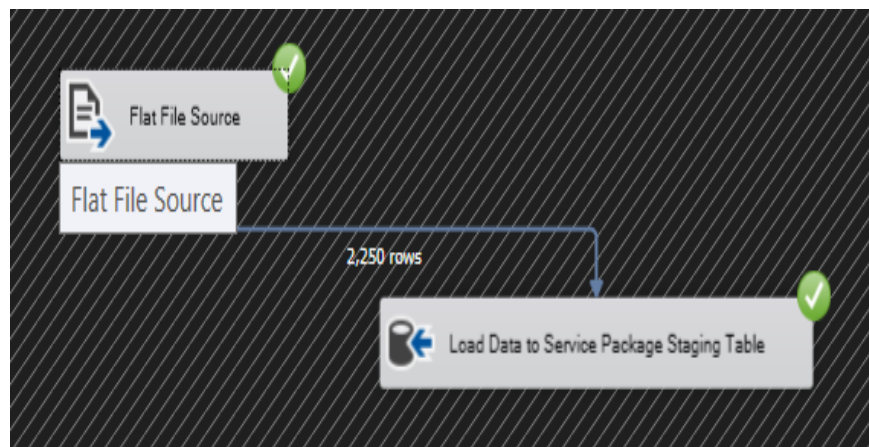 Flat File Source
Flat File Source
2,250 rows
Load Data to Service Package Staging Table